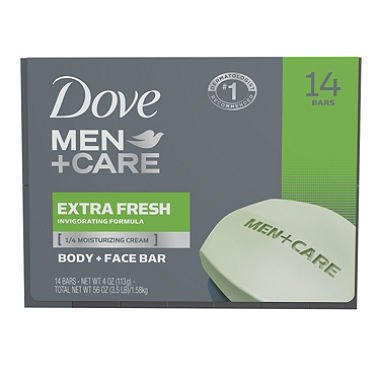 Dove
MEN
+CARE
DERMATOLOGIST
#1
RECOMMENDED
14
BARS
EXTRA FRESH
INVIGORATING FORMULA
1/4 MOISTURIZING CREAM
BODY + FACE BAR
14 BARS - NET WT 4 OZ (113g) -
TOTAL NET WT 56 OZ (3.5 LB)/1.58kg
MEN+CARE